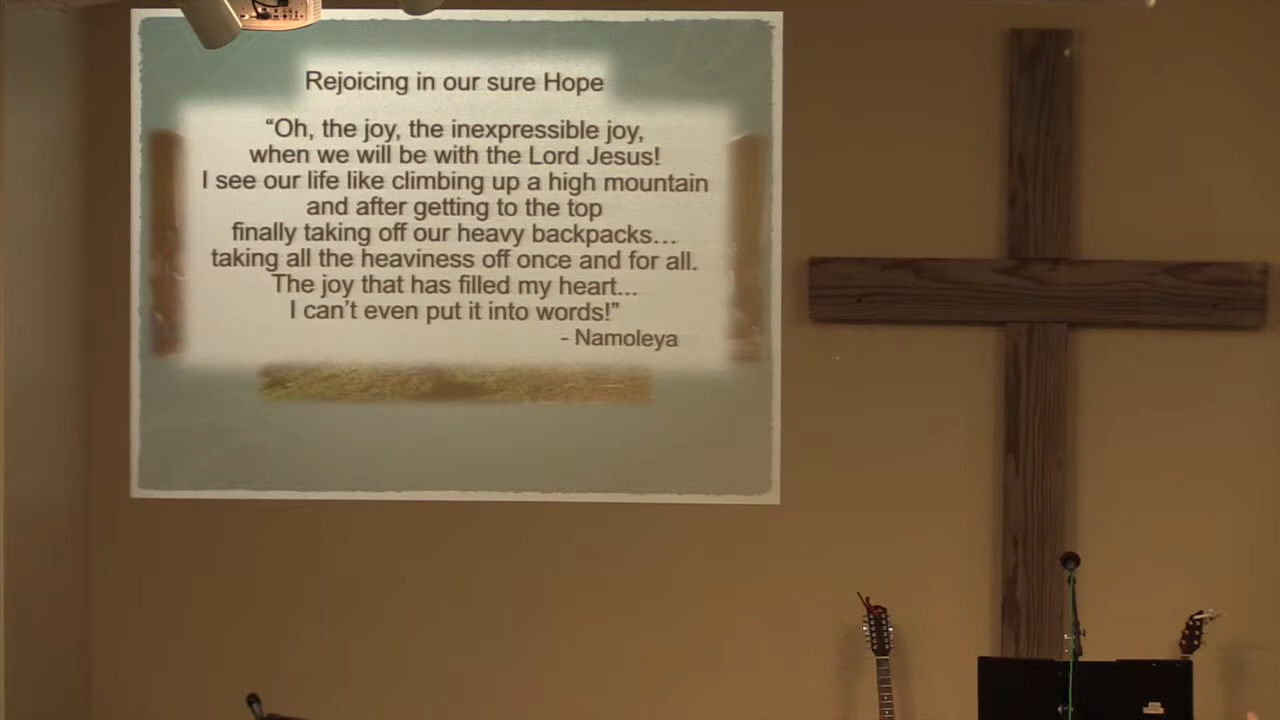 Rejoicing in our sure Hope
“Oh, the joy, the inexpressible joy,
when we will be with the Lord Jesus!
I see our life like climbing up a high mountain
and after getting to the top
finally taking off our heavy backpacks...
taking all the heaviness off once and for all.
The joy that has filled my heart...
I can’t even put it into words!”
- Namoleya